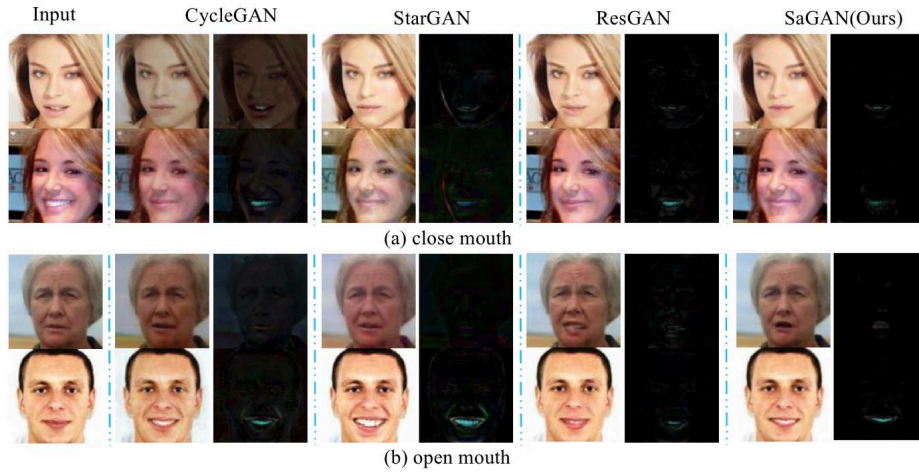 Input CycleGAN StarGAN ResGAN SaGAN(Ours)
(a) close mouth
(b) open mouth